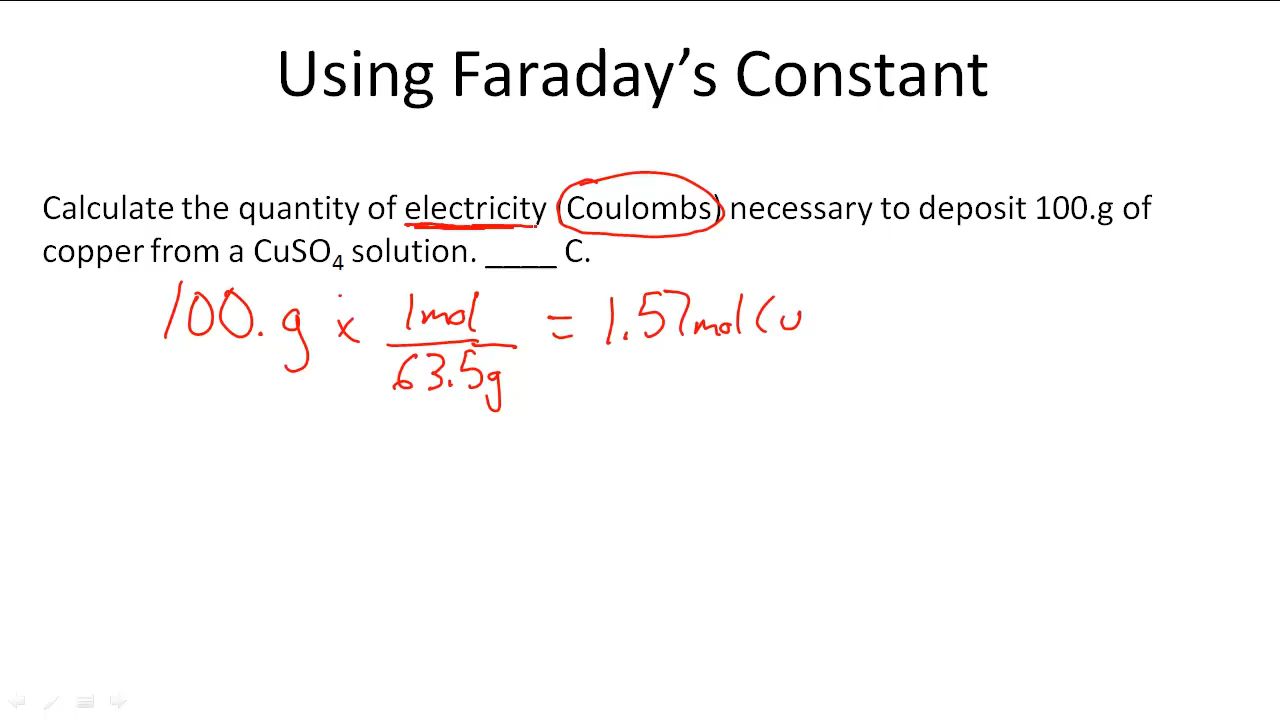 Using Faraday’s Constant
Calculate the quantity of electricity (Coulombs) necessary to deposit 100.g of
copper from a CuSO₄ solution. ____ C.
100. g x 1mol / 63.5g = 1.57mol Cu